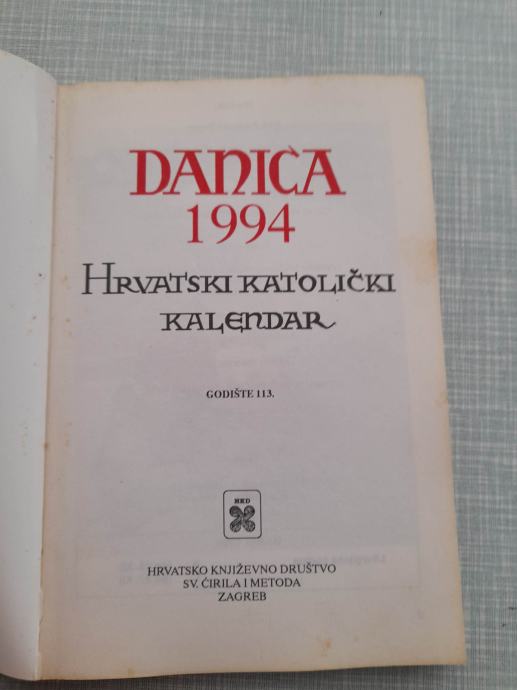 DANICA
1994
HRVATSKI KATOLIČKI
KALENDAR
GODIŠTE 113.
HKD
HRVATSKO KNJIŽEVNO DRUŠTVO
SV. ĆIRILA I METODA
ZAGREB